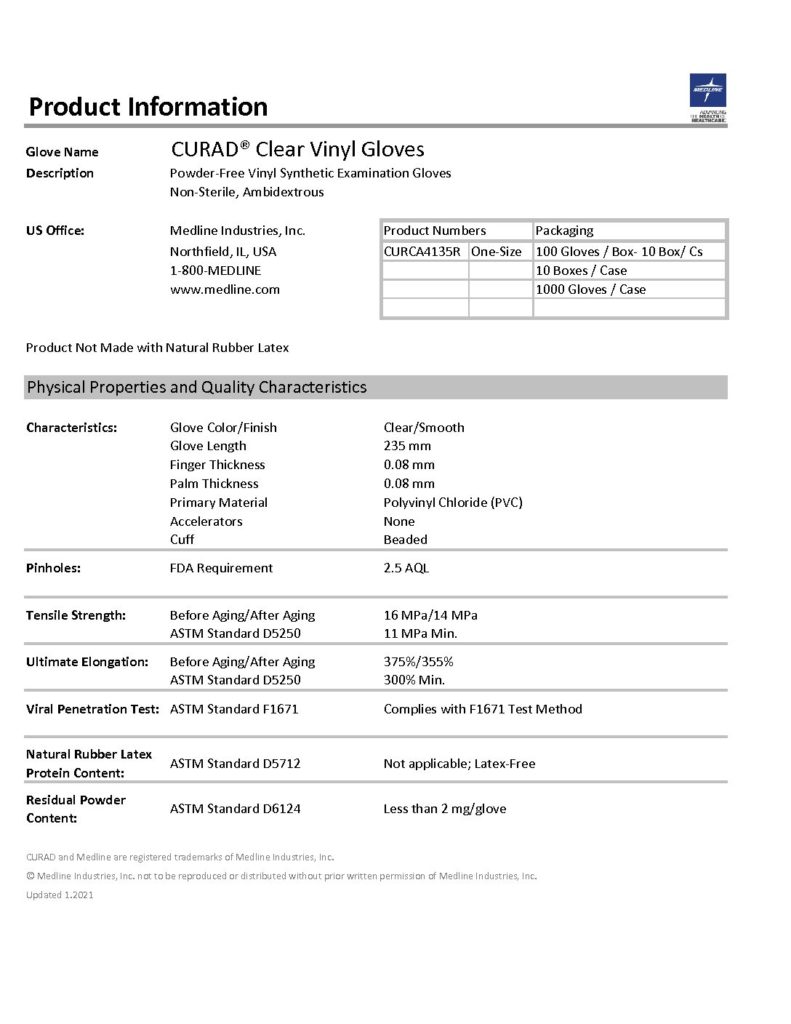 Product Information
MEDLINE
ADVANCING
THE HEALTH OF
HEALTHCARE.
Glove Name CURAD® Clear Vinyl Gloves
Description Powder-Free Vinyl Synthetic Examination Gloves
Non-Sterile, Ambidextrous
US Office: Medline Industries, Inc. Product Numbers Packaging
Northfield, IL, USA CURCA4135R One-Size 100 Gloves / Box- 10 Box/ Cs
1-800-MEDLINE 10 Boxes / Case
www.medline.com 1000 Gloves / Case
Product Not Made with Natural Rubber Latex
Physical Properties and Quality Characteristics
Characteristics: Glove Color/Finish Clear/Smooth
Glove Length 235 mm
Finger Thickness 0.08 mm
Palm Thickness 0.08 mm
Primary Material Polyvinyl Chloride (PVC)
Accelerators None
Cuff Beaded
Pinholes: FDA Requirement 2.5 AQL
Tensile Strength: Before Aging/After Aging 16 MPa/14 MPa
ASTM Standard D5250 11 MPa Min.
Ultimate Elongation: Before Aging/After Aging 375%/355%
ASTM Standard D5250 300% Min.
Viral Penetration Test: ASTM Standard F1671 Complies with F1671 Test Method
Natural Rubber Latex
Protein Content: ASTM Standard D5712 Not applicable; Latex-Free
Residual Powder
Content: ASTM Standard D6124 Less than 2 mg/glove
CURAD and Medline are registered trademarks of Medline Industries, Inc.
© Medline Industries, Inc. not to be reproduced or distributed without prior written permission of Medline Industries, Inc.
Updated 1.2021